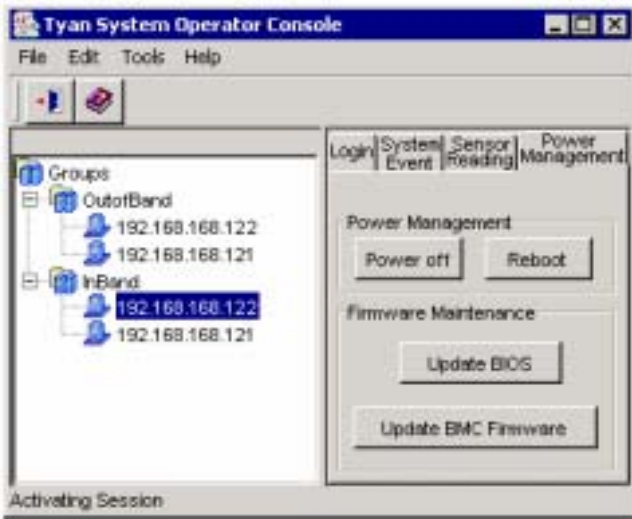 Tyan System Operator Console
File Edit Tools Help
Login
System Event
Sensor Reading
Power Management
Groups
OutofBand
192.168.168.122
192.168.168.121
InBand
192.168.168.122
192.168.168.121
Power Management
Power off
Reboot
Firmware Maintenance
Update BIOS
Update BMC Firmware
Activating Session